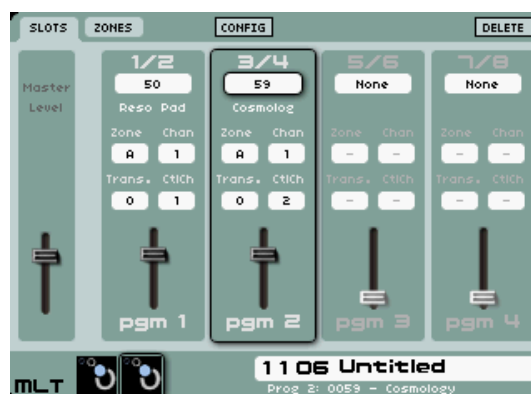 SLOTS ZONES CONFIG DELETE
1/2 3/4 5/6 7/8
Master Level
50 59 None None
Reso Pad Cosmolog
Zone Chan Zone Chan Zone Chan Zone Chan
A 1 A 1 - - - -
Trans. CtlCh Trans. CtlCh Trans. CtlCh Trans. CtlCh
0 1 0 2 - - - -
pgm 1 pgm 2 pgm 3 pgm 4
MLT 1106 Untitled
Prog 2: 0059 - Cosmology